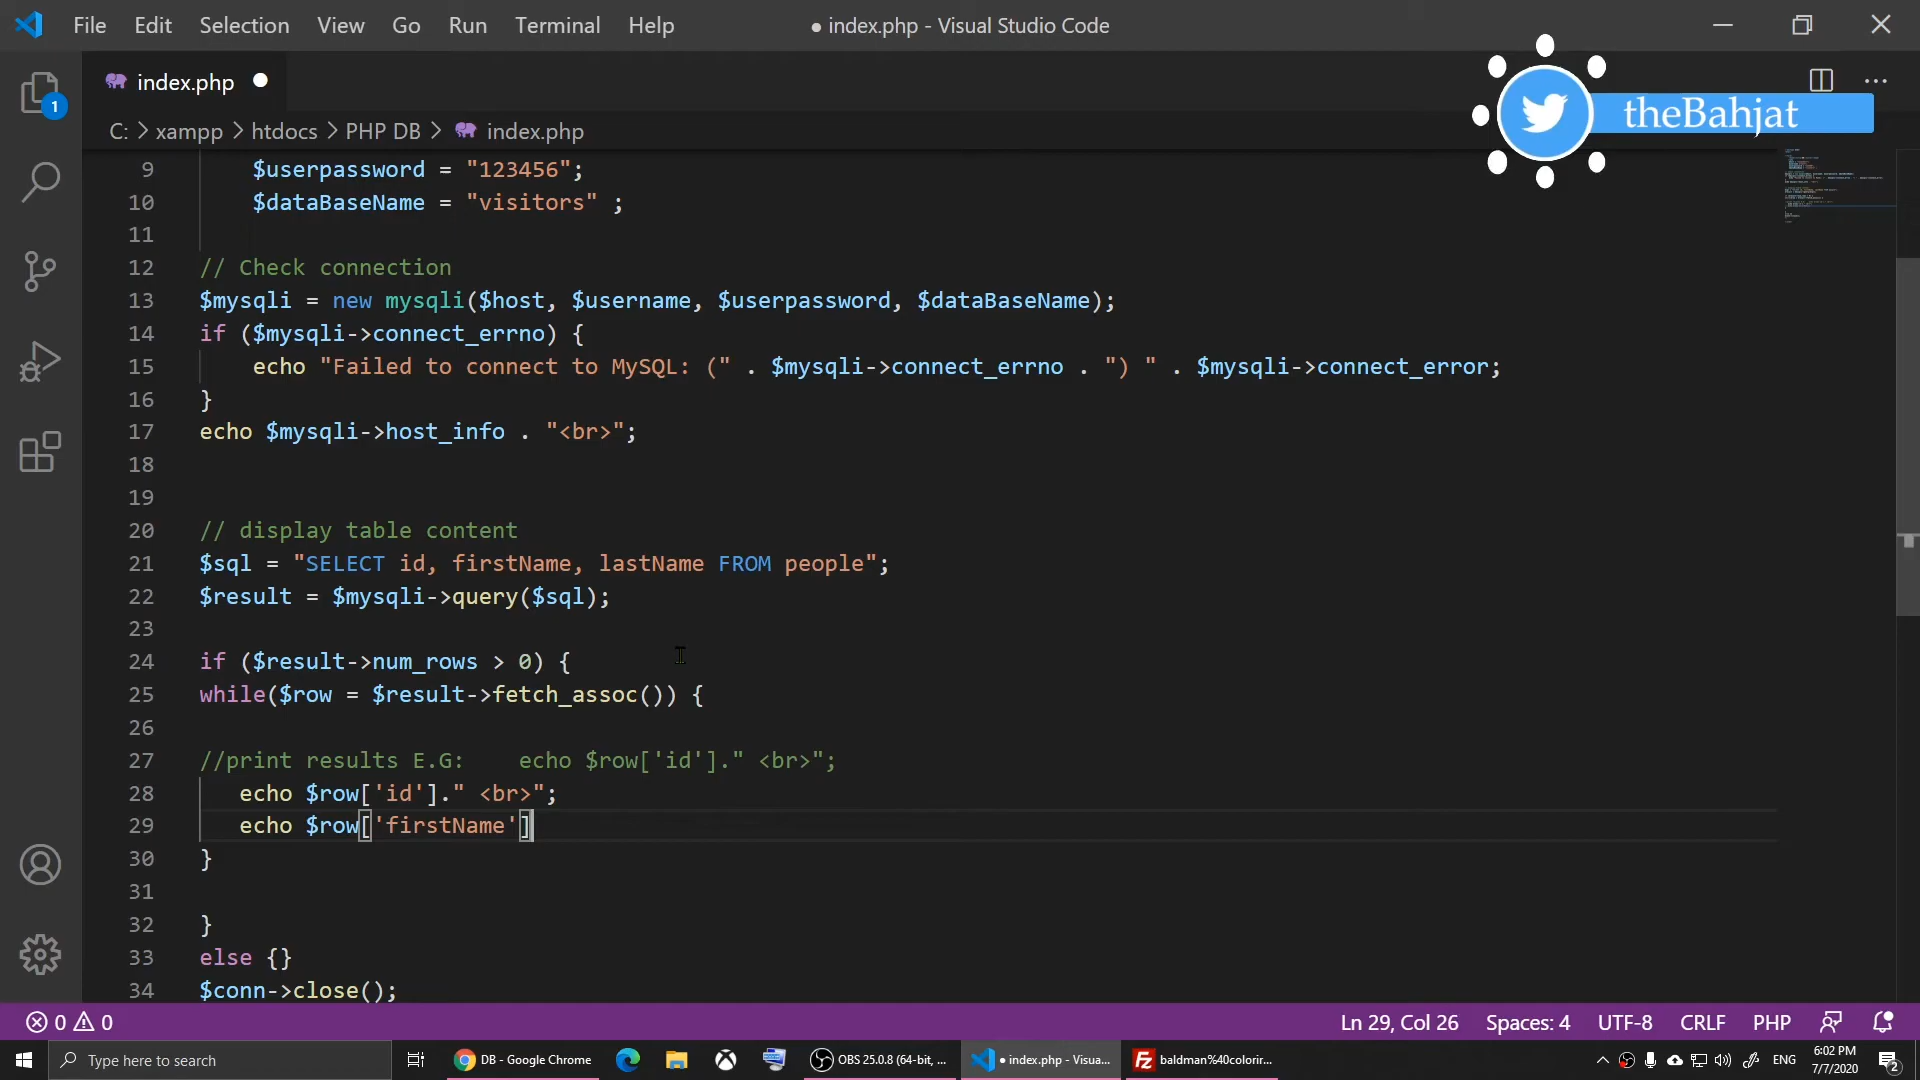 File Edit Selection View Go Run Terminal Help ● index.php - Visual Studio Code
index.php
theBahjat
C: > xampp > htdocs > PHP DB > index.php
1
9 $userpassword = "123456";
10 $dataBaseName = "visitors" ;
11
12 // Check connection
13 $mysqli = new mysqli($host, $username, $userpassword, $dataBaseName);
14 if ($mysqli->connect_errno) {
15 echo "Failed to connect to MySQL: (" . $mysqli->connect_errno . ") " . $mysqli->connect_error;
16 }
17 echo $mysqli->host_info . "<br>";
18
19
20 // display table content
21 $sql = "SELECT id, firstName, lastName FROM people";
22 $result = $mysqli->query($sql);
23
24 if ($result->num_rows > 0) {
25 while($row = $result->fetch_assoc()) {
26
27 //print results E.G:    echo $row['id']." <br>";
28 echo $row['id']." <br>";
29 echo $row['firstName']
30 }
31
32 }
33 else {}
34 $conn->close();
0 0 Ln 29, Col 26 Spaces: 4 UTF-8 CRLF PHP
Type here to search DB - Google Chrome OBS 25.0.8 (64-bit, ... ● index.php - Visua... baldman%40colorir... ENG 6:02 PM
7/7/2020 2